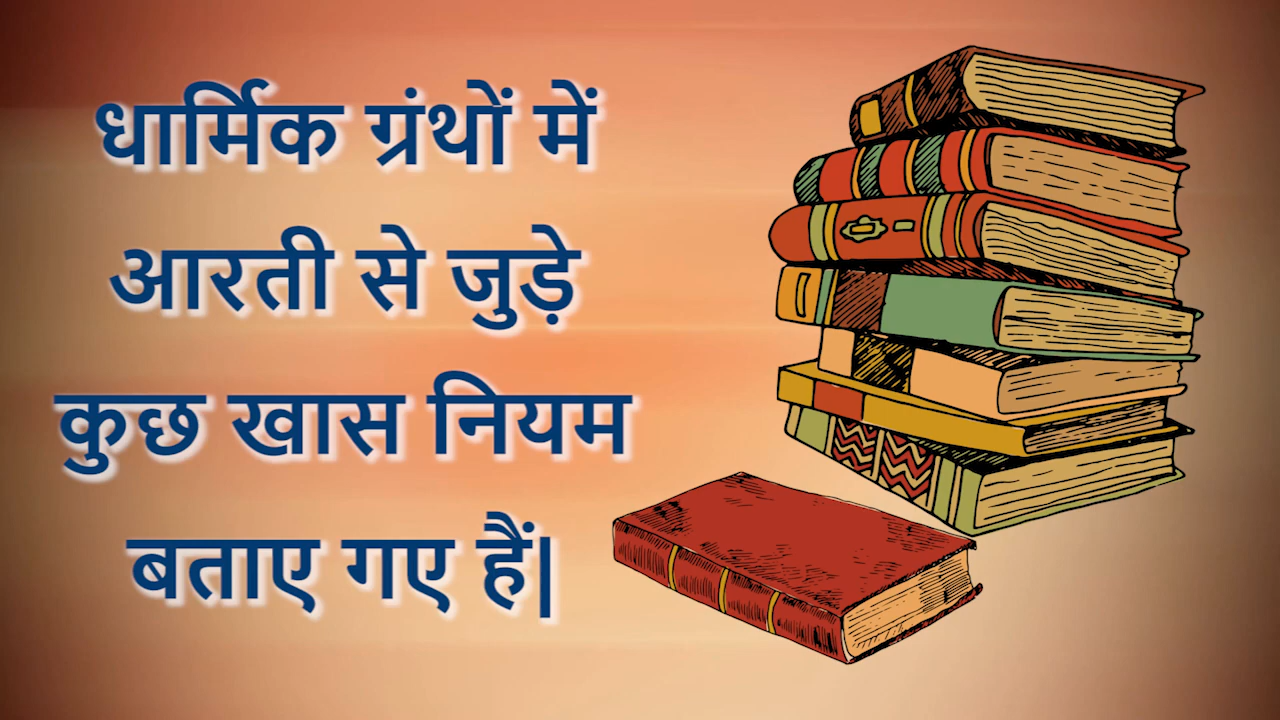 धार्मिक ग्रंथों में
आरती से जुड़े
कुछ खास नियम
बताए गए हैं|